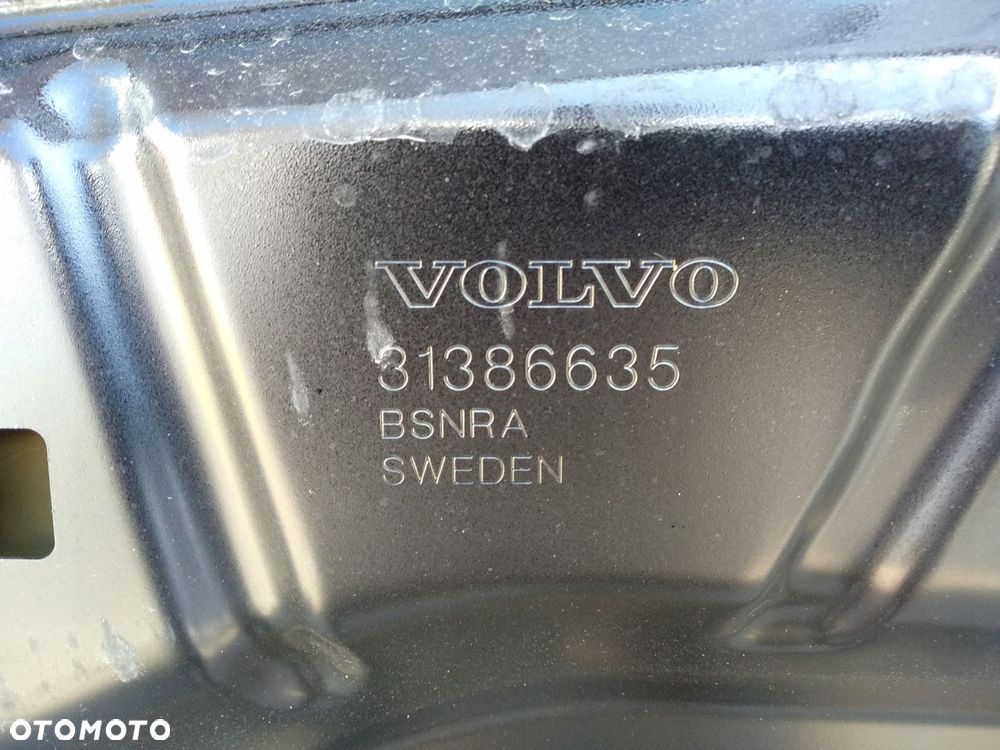 VOLVO
31386635
BSNRA
SWEDEN
OTOMOTO